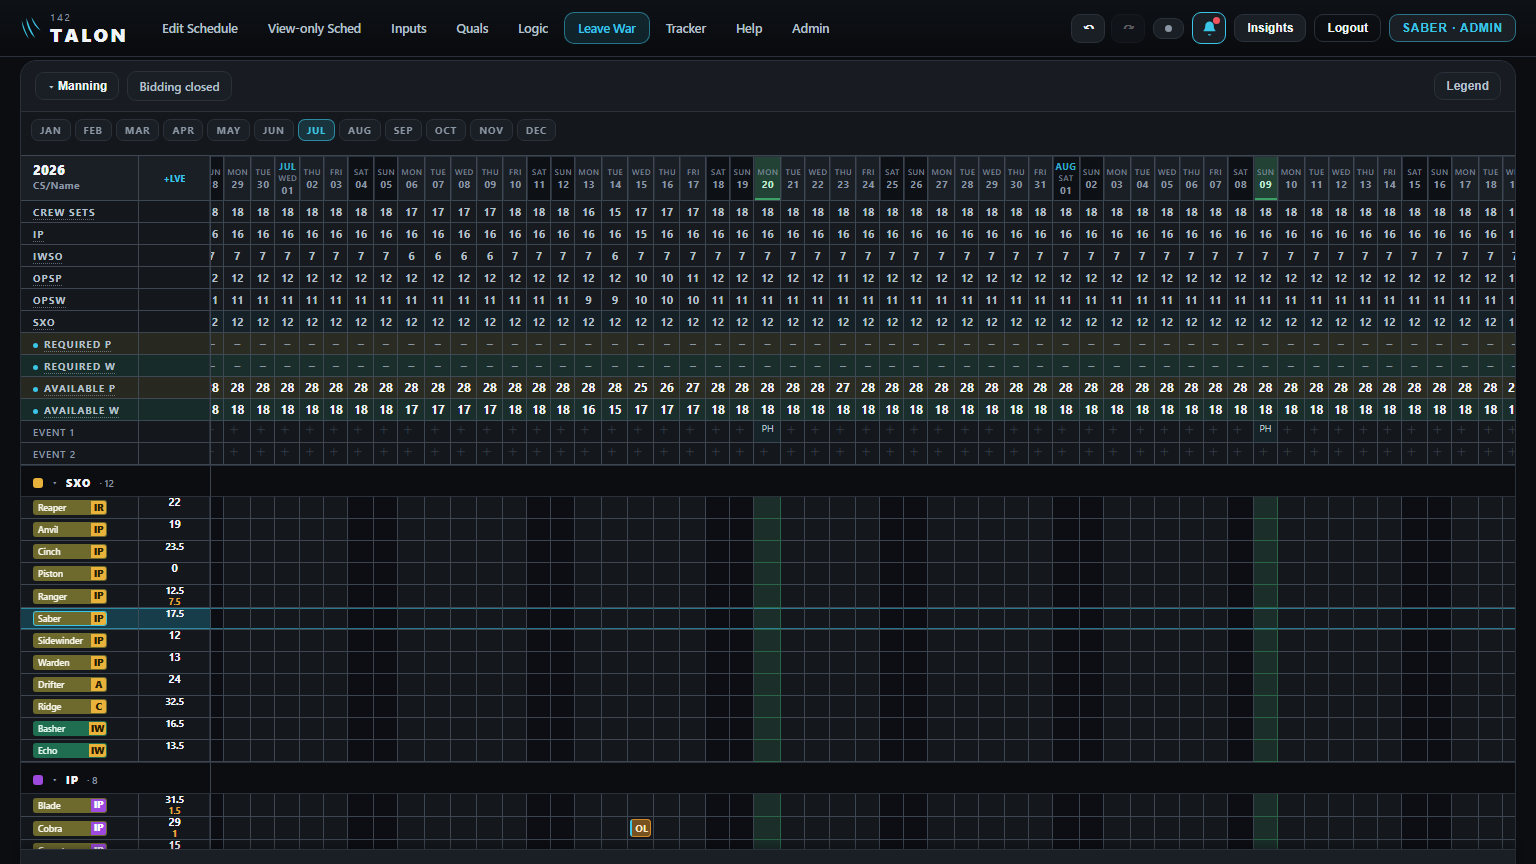 142
TALON
Edit Schedule View-only Sched Inputs Quals Logic Leave War Tracker Help Admin
Insights Logout SABER · ADMIN
Manning Bidding closed Legend
JAN FEB MAR APR MAY JUN JUL AUG SEP OCT NOV DEC
2026
CS/Name
+LVE
MON 29 TUE 30 JUL WED 01 THU 02 FRI 03 SAT 04 SUN 05 MON 06 TUE 07 WED 08 THU 09 FRI 10 SAT 11 SUN 12 MON 13 TUE 14 WED 15 THU 16 FRI 17 SAT 18 SUN 19 MON 20 TUE 21 WED 22 THU 23 FRI 24 SAT 25 SUN 26 MON 27 TUE 28 WED 29 THU 30 FRI 31 AUG SAT 01 SUN 02 MON 03 TUE 04 WED 05 THU 06 FRI 07 SAT 08 SUN 09 MON 10 TUE 11 WED 12 THU 13 FRI 14 SAT 15 SUN 16 MON 17 TUE 18
CREW SETS 8 18 18 18 18 18 18 18 17 17 17 17 18 18 18 16 15 17 17 18 18 18 18 18 18 18 18 18 18 18 18 18 18 18 18 18 18 18 18 18 18 18 18 18 18 18 18 18 18 18 18 18
IP 6 16 16 16 16 16 16 16 16 16 16 16 16 16 16 16 16 15 16 16 16 16 16 16 16 16 16 16 16 16 16 16 16 16 16 16 16 16 16 16 16 16 16 16 16 16 16 16 16 16 16 16
IWSO 7 7 7 7 7 7 7 7 6 6 6 6 7 7 7 7 6 7 7 7 7 7 7 7 7 7 7 7 7 7 7 7 7 7 7 7 7 7 7 7 7 7 7 7 7 7 7 7 7 7 7 7
OPSP 2 12 12 12 12 12 12 12 12 12 12 12 12 12 12 12 12 10 10 11 12 12 12 12 12 11 12 12 12 12 12 12 12 12 12 12 12 12 12 12 12 12 12 12 12 12 12 12 12 12 12 12
OPSW 1 11 11 11 11 11 11 11 11 11 11 11 11 11 11 9 9 10 10 10 11 11 11 11 11 11 11 11 11 11 11 11 11 11 11 11 11 11 11 11 11 11 11 11 11 11 11 11 11 11 11 11
SXO 2 12 12 12 12 12 12 12 12 12 12 12 12 12 12 12 12 12 12 12 12 12 12 12 12 12 12 12 12 12 12 12 12 12 12 12 12 12 12 12 12 12 12 12 12 12 12 12 12 12 12 12
REQUIRED P – – – – – – – – – – – – – – – – – – – – – – – – – – – – – – – – – – – – – – – – – – – – – – – – – – – –
REQUIRED W – – – – – – – – – – – – – – – – – – – – – – – – – – – – – – – – – – – – – – – – – – – – – – – – – – – –
AVAILABLE P 8 28 28 28 28 28 28 28 28 28 28 28 28 28 28 28 28 25 26 27 28 28 28 28 28 27 28 28 28 28 28 28 28 28 28 28 28 28 28 28 28 28 28 28 28 28 28 28 28 28 28 28
AVAILABLE W 8 18 18 18 18 18 18 18 17 17 17 17 18 18 18 16 15 17 17 17 18 18 18 18 18 18 18 18 18 18 18 18 18 18 18 18 18 18 18 18 18 18 18 18 18 18 18 18 18 18 18 18
EVENT 1 PH PH
EVENT 2
SXO · 12
Reaper IR 22
Anvil IP 19
Cinch IP 23.5
Piston IP 0
Ranger IP 12.5
7.5
Saber IP 17.5
Sidewinder IP 12
Warden IP 13
Drifter A 24
Ridge C 32.5
Basher IW 16.5
Echo IW 13.5
IP · 8
Blade IP 31.5
1.5
Cobra IP 29 OL
1
15